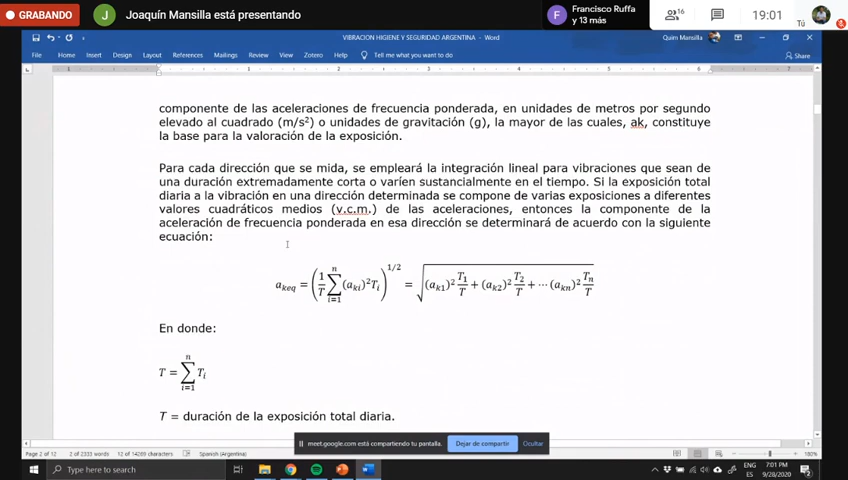 GRABANDO
J Joaquín Mansilla está presentando
F Francisco Ruffa
y 13 más
16
19:01
Tú
VIBRACION HIGIENE Y SEGURIDAD ARGENTINA - Word
Quim Mansilla
File Home Insert Draw Design Layout References Mailings Review View Zotero Help Tell me what you want to do
Share
componente de las aceleraciones de frecuencia ponderada, en unidades de metros por segundo
elevado al cuadrado (m/s²) o unidades de gravitación (g), la mayor de las cuales, ak, constituye
la base para la valoración de la exposición.
Para cada dirección que se mida, se empleará la integración lineal para vibraciones que sean de
una duración extremadamente corta o varíen sustancialmente en el tiempo. Si la exposición total
diaria a la vibración en una dirección determinada se compone de varias exposiciones a diferentes
valores cuadráticos medios (v.c.m.) de las aceleraciones, entonces la componente de la
aceleración de frecuencia ponderada en esa dirección se determinará de acuerdo con la siguiente
ecuación:
a_keq = (1/T ∑_{i=1}^{n} (a_ki)² T_i)^{1/2} = √((a_k1)² T_1/T + (a_k2)² T_2/T + ⋯ (a_kn)² T_n/T)
En donde:
T = ∑_{i=1}^{n} T_i
T = duración de la exposición total diaria.
meet.google.com está compartiendo tu pantalla. Dejar de compartir Ocultar
Page 2 of 12 2 of 2333 words Spanish (Argentina)
180%
Type here to search
ENG 7:01 PM
ES 9/28/2020